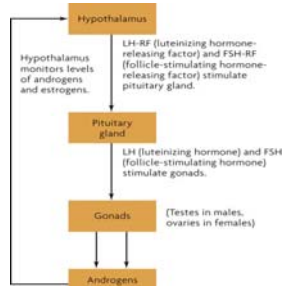 Hypothalamus
LH-RF (luteinizing hormone-
releasing factor) and FSH-RF
(follicle-stimulating hormone-
releasing factor) stimulate
pituitary gland.
Hypothalamus
monitors levels
of androgens
and estrogens.
Pituitary
gland
LH (luteinizing hormone) and FSH
(follicle-stimulating hormone)
stimulate gonads.
Gonads
(Testes in males,
ovaries in females)
Androgens